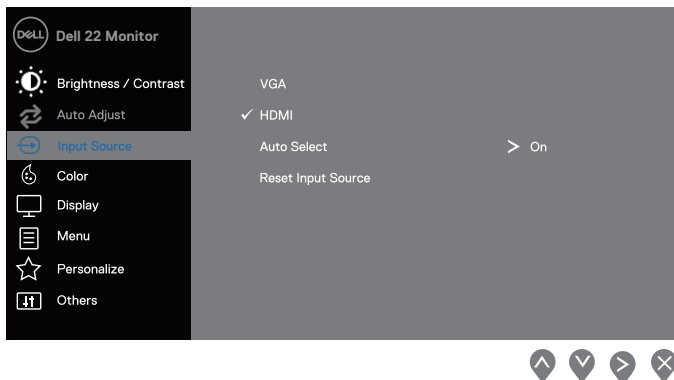 DELL Dell 22 Monitor
Brightness / Contrast
Auto Adjust
Input Source
Color
Display
Menu
Personalize
Others
VGA
HDMI
Auto Select On
Reset Input Source